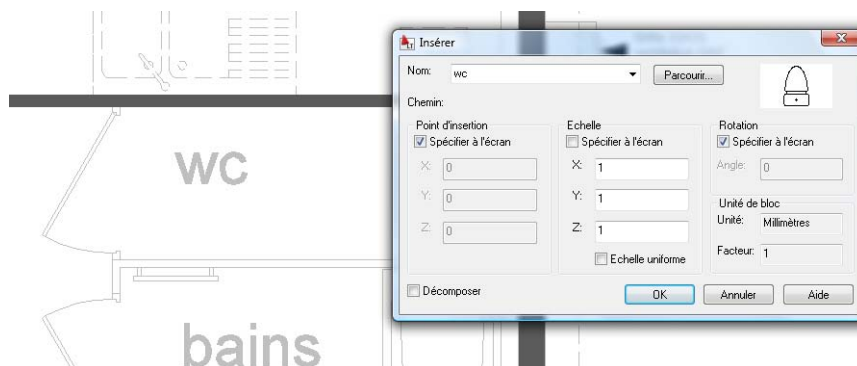 Insérer
Nom: wc Parcourir...
Chemin:
Point d'insertion Echelle Rotation
Spécifier à l'écran Spécifier à l'écran Spécifier à l'écran
X: 0 X: 1 Angle: 0
Y: 0 Y: 1 Unité de bloc
Z: 0 Z: 1 Unité: Millimètres
Echelle uniforme Facteur: 1
Décomposer OK Annuler Aide
wc
bains